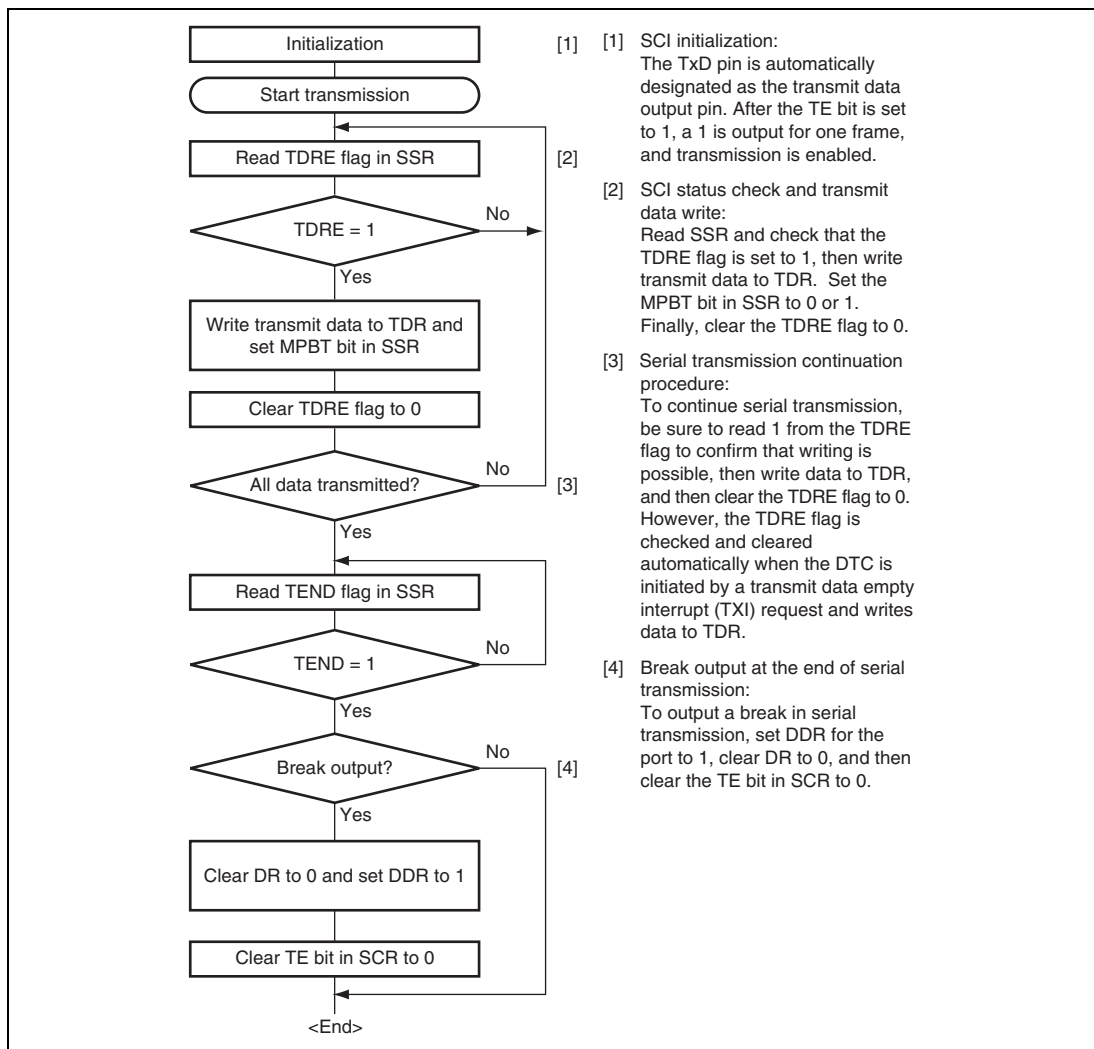 Initialization
[1]
Start transmission
Read TDRE flag in SSR
[2]
TDRE = 1
No
Yes
Write transmit data to TDR and
set MPBT bit in SSR
Clear TDRE flag to 0
All data transmitted?
No
[3]
Yes
Read TEND flag in SSR
TEND = 1
No
Yes
Break output?
No
[4]
Yes
Clear DR to 0 and set DDR to 1
Clear TE bit in SCR to 0
<End>
[1] SCI initialization:
The TxD pin is automatically
designated as the transmit data
output pin. After the TE bit is set
to 1, a 1 is output for one frame,
and transmission is enabled.
[2] SCI status check and transmit
data write:
Read SSR and check that the
TDRE flag is set to 1, then write
transmit data to TDR. Set the
MPBT bit in SSR to 0 or 1.
Finally, clear the TDRE flag to 0.
[3] Serial transmission continuation
procedure:
To continue serial transmission,
be sure to read 1 from the TDRE
flag to confirm that writing is
possible, then write data to TDR,
and then clear the TDRE flag to 0.
However, the TDRE flag is
checked and cleared
automatically when the DTC is
initiated by a transmit data empty
interrupt (TXI) request and writes
data to TDR.
[4] Break output at the end of serial
transmission:
To output a break in serial
transmission, set DDR for the
port to 1, clear DR to 0, and then
clear the TE bit in SCR to 0.